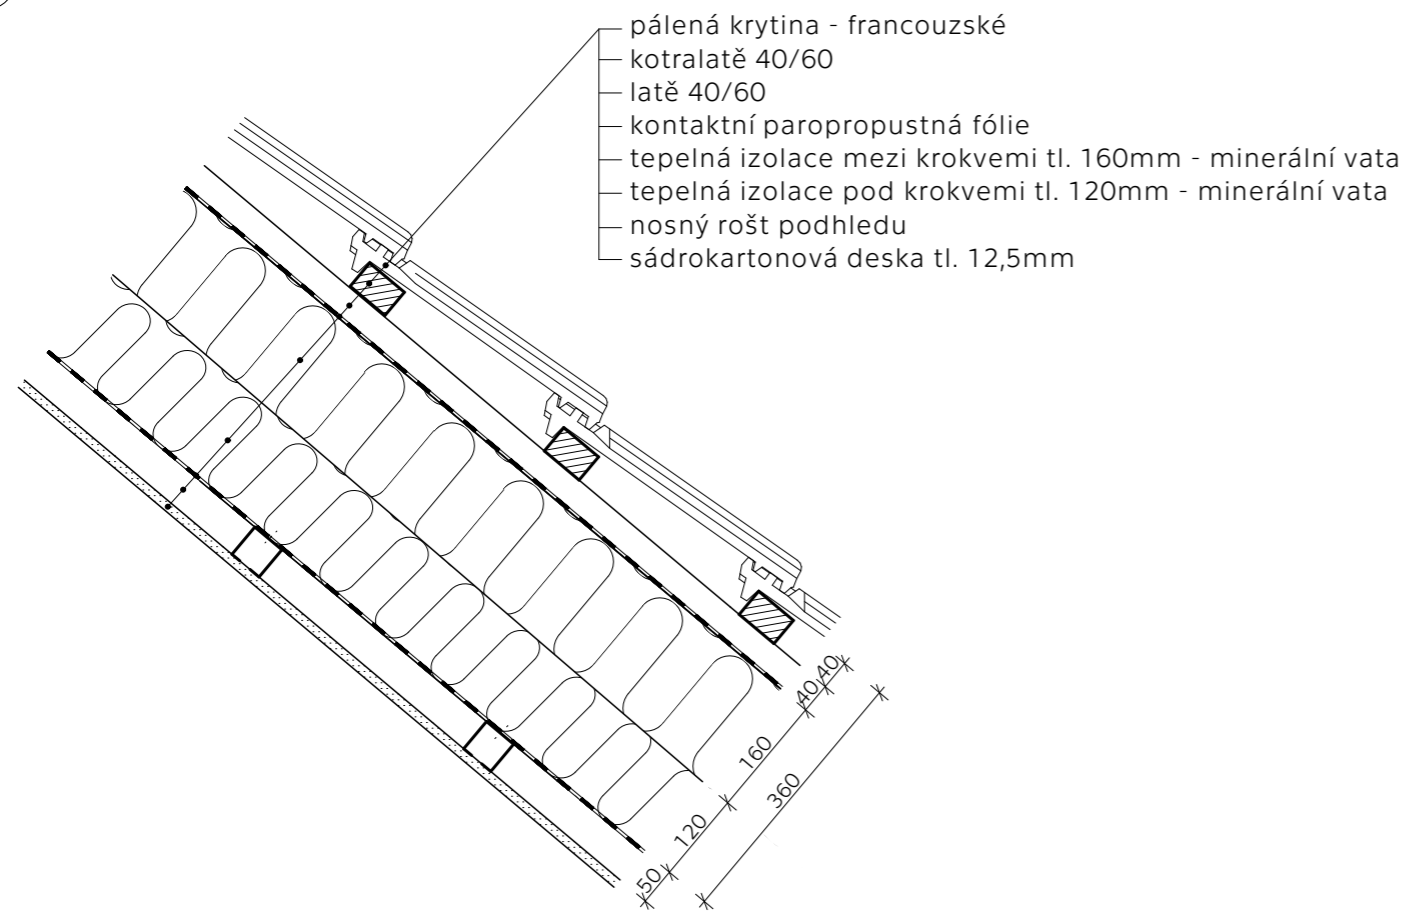 pálená krytina - francouzské
kotralatě 40/60
latě 40/60
kontaktní paropropustná fólie
tepelná izolace mezi krokvemi tl. 160mm - minerální vata
tepelná izolace pod krokvemi tl. 120mm - minerální vata
nosný rošt podhledu
sádrokartonová deska tl. 12,5mm
40
40
160
360
120
50